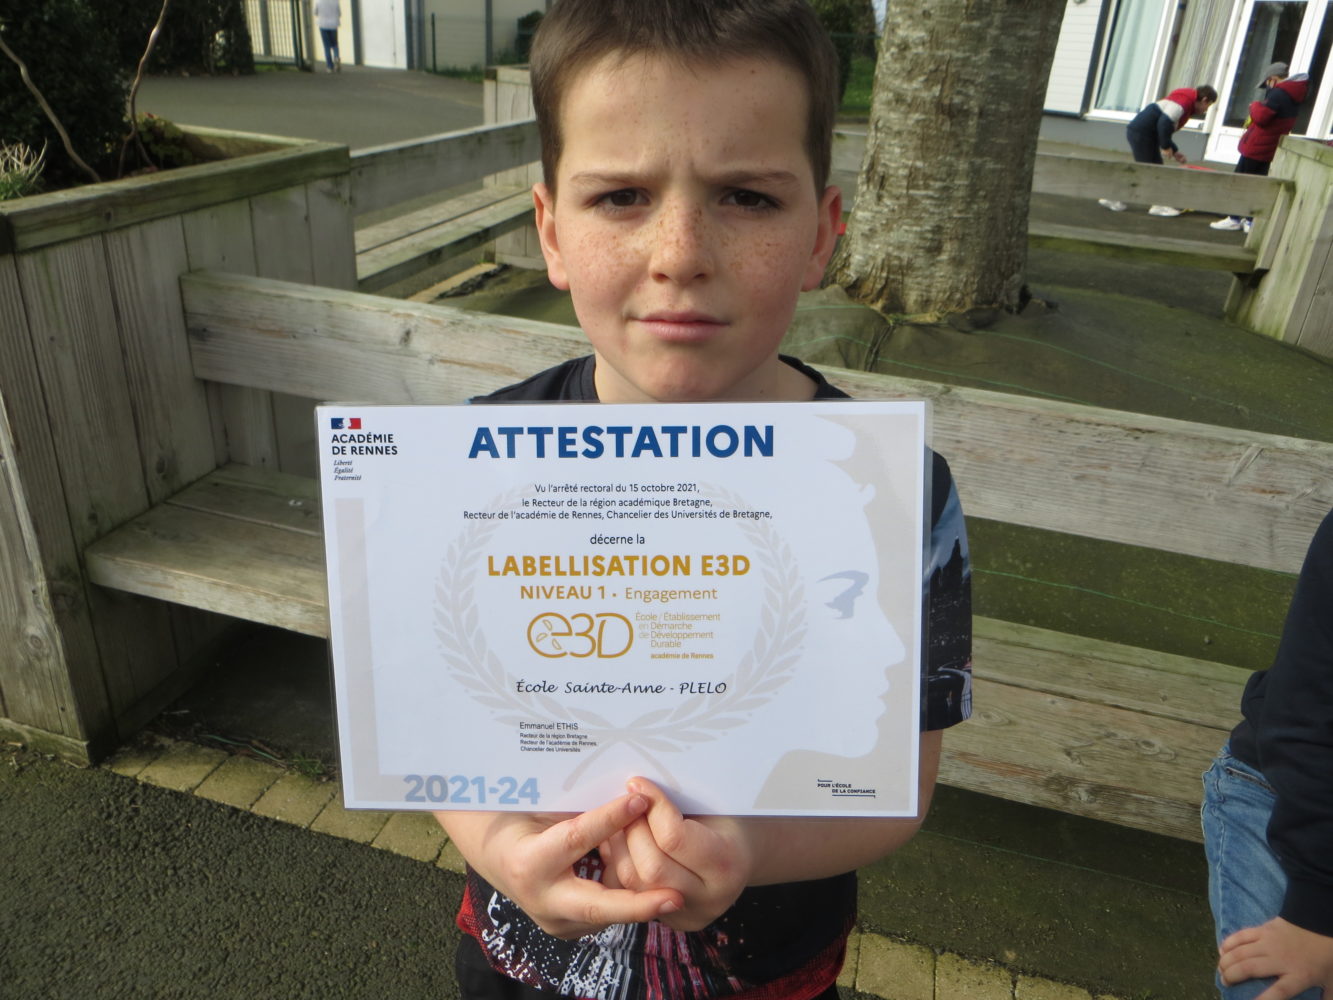 ACADÉMIE
DE RENNES
Liberté
Égalité
Fraternité
ATTESTATION
Vu l'arrêté rectoral du 15 octobre 2021,
le Recteur de la région académique Bretagne,
Recteur de l'académie de Rennes, Chancelier des Universités de Bretagne,
décerne la
LABELLISATION E3D
NIVEAU 1 • Engagement
e3D
École / Établissement
en Démarche
de Développement
Durable
académie de Rennes
École Sainte-Anne - PLELO
Emmanuel ETHIS
Recteur de la région Bretagne
Recteur de l'académie de Rennes,
Chancelier des Universités
2021-24
POUR L'ÉCOLE
DE LA CONFIANCE